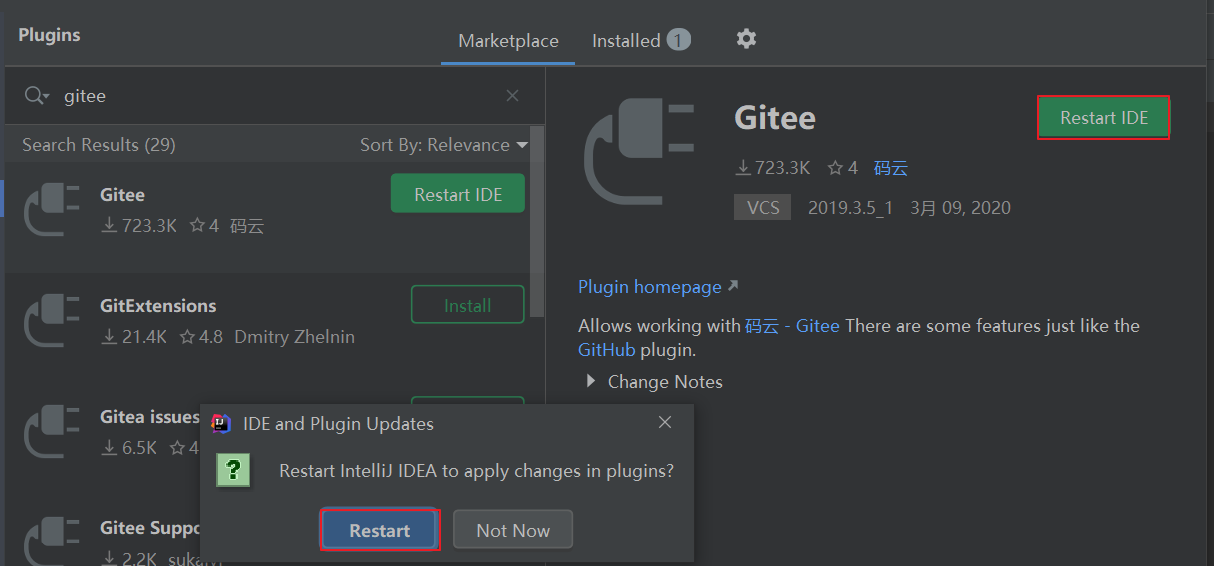 Plugins
Marketplace Installed 1
gitee
Search Results (29) Sort By: Relevance
Gitee
Restart IDE
723.3K 4 码云
GitExtensions
Install
21.4K 4.8 Dmitry Zhelnin
Gitea issues
6.5K 4
Gitee Suppo
2.2K
Gitee
Restart IDE
723.3K 4 码云
VCS 2019.3.5_1 3月 09, 2020
Plugin homepage
Allows working with 码云 - Gitee There are some features just like the
GitHub plugin.
Change Notes
IJ
IDE and Plugin Updates
?
Restart IntelliJ IDEA to apply changes in plugins?
Restart Not Now